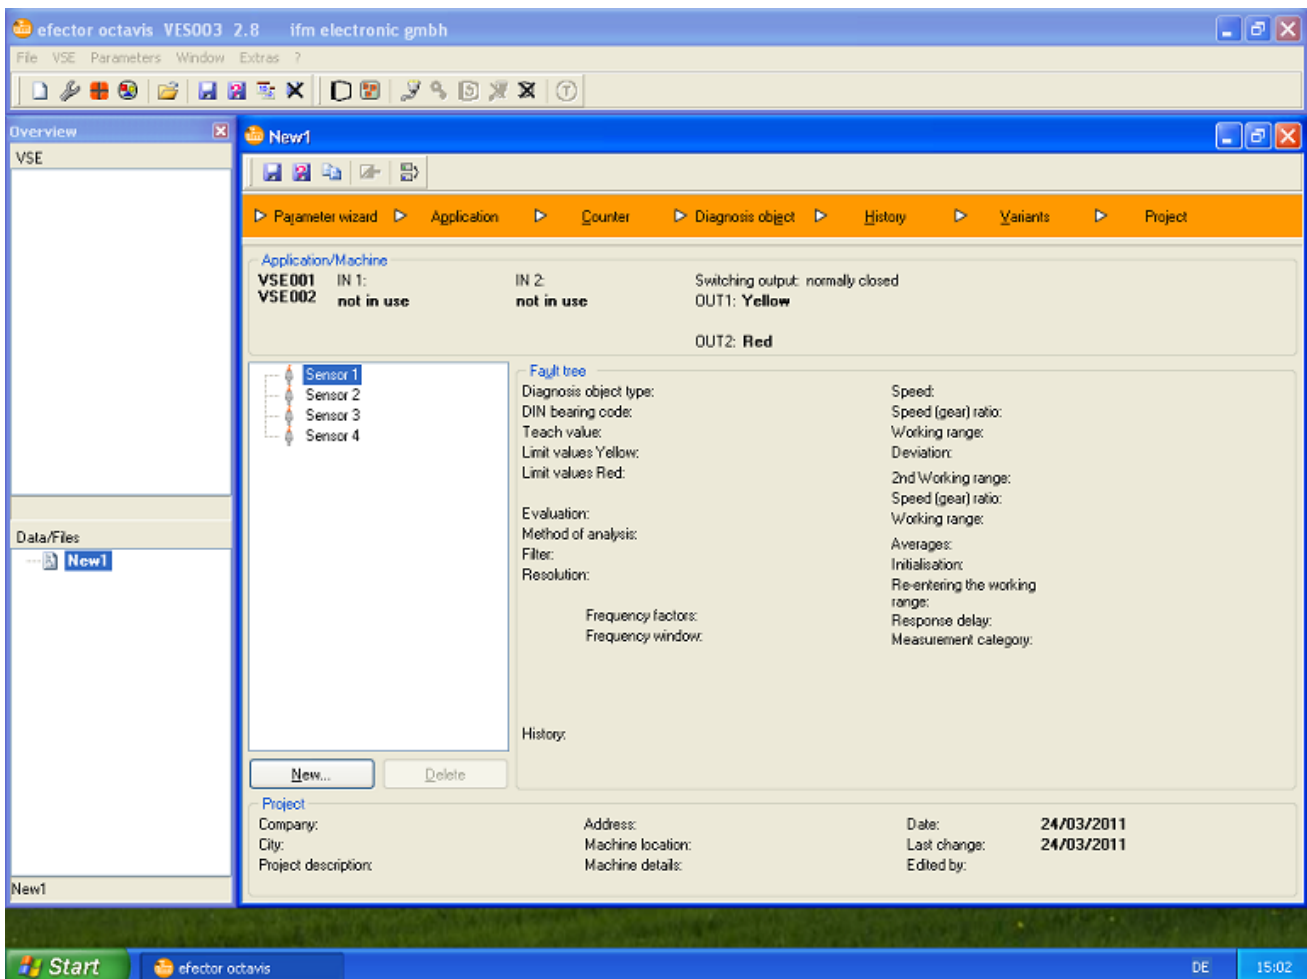 efector octavis VES003 2.8 ifm electronic gmbh
File VSE Parameters Window Extras ?
Overview
VSE
Data/Files
New1
New1
New1
Parameter wizard Application Counter Diagnosis object History Variants Project
Application/Machine
VSE001 IN 1: IN 2: Switching output: normally closed
VSE002 not in use not in use OUT1: Yellow
OUT2: Red
Sensor 1
Sensor 2
Sensor 3
Sensor 4
New...
Delete
Fault tree
Diagnosis object type:
DIN bearing code:
Teach value:
Limit values Yellow:
Limit values Red:
Evaluation:
Method of analysis:
Filter:
Resolution:
Frequency factors:
Frequency window:
History:
Speed:
Speed (gear) ratio:
Working range:
Deviation:
2nd Working range:
Speed (gear) ratio:
Working range:
Averages:
Initialisation:
Re-entering the working
range:
Response delay:
Measurement category:
Project
Company: Address: Date: 24/03/2011
City: Machine location: Last change: 24/03/2011
Project description: Machine details: Edited by:
Start efector octavis DE 15:02